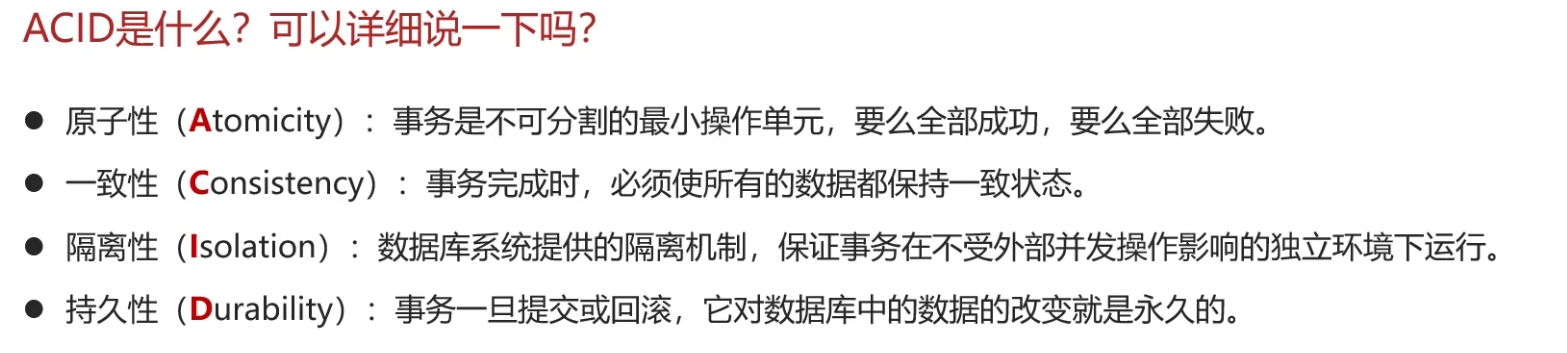 ACID是什么？可以详细说一下吗？
● 原子性（Atomicity）：事务是不可分割的最小操作单元，要么全部成功，要么全部失败。
● 一致性（Consistency）：事务完成时，必须使所有的数据都保持一致状态。
● 隔离性（Isolation）：数据库系统提供的隔离机制，保证事务在不受外部并发操作影响的独立环境下运行。
● 持久性（Durability）：事务一旦提交或回滚，它对数据库中的数据的改变就是永久的。